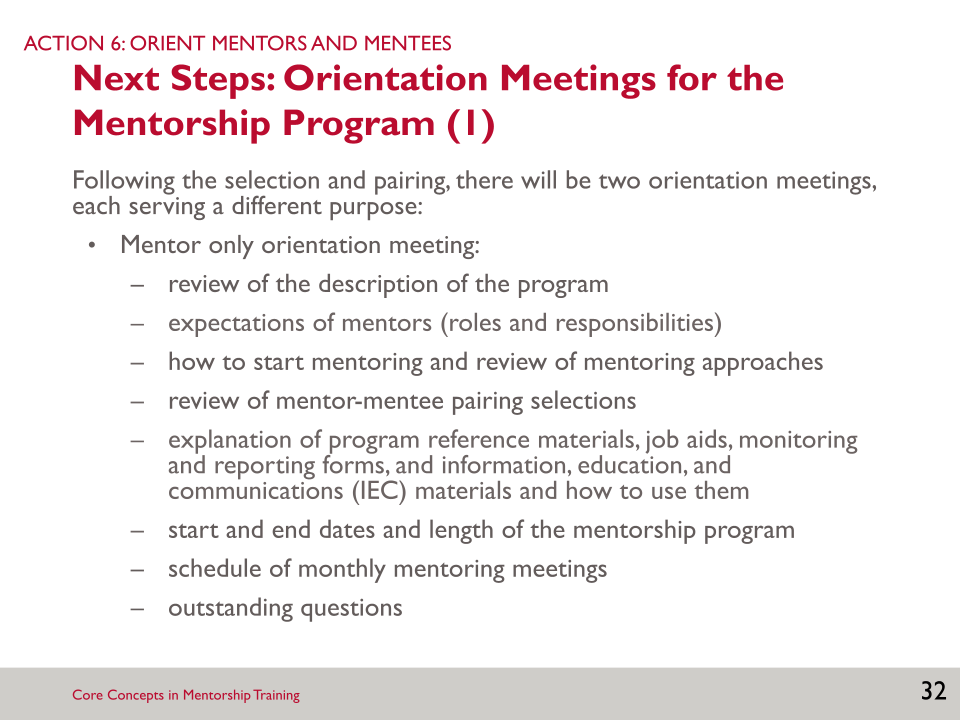 ACTION 6: ORIENT MENTORS AND MENTEES
Next Steps: Orientation Meetings for the
Mentorship Program (1)
Following the selection and pairing, there will be two orientation meetings,
each serving a different purpose:
• Mentor only orientation meeting:
– review of the description of the program
– expectations of mentors (roles and responsibilities)
– how to start mentoring and review of mentoring approaches
– review of mentor-mentee pairing selections
– explanation of program reference materials, job aids, monitoring
and reporting forms, and information, education, and
communications (IEC) materials and how to use them
– start and end dates and length of the mentorship program
– schedule of monthly mentoring meetings
– outstanding questions
Core Concepts in Mentorship Training
32